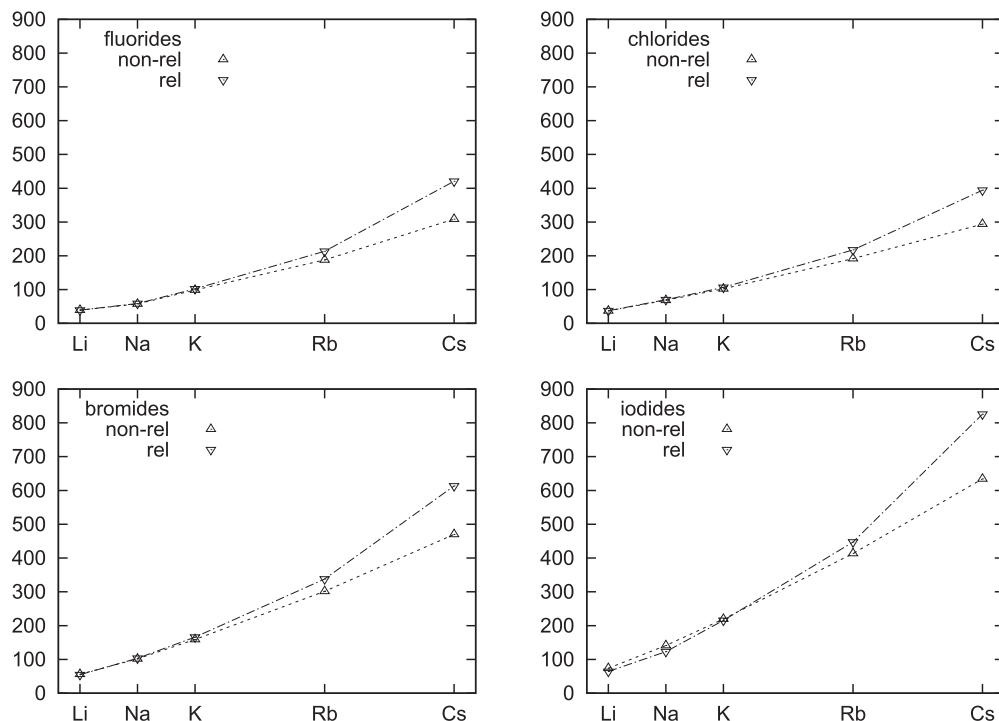 900
800
700
600
500
400
300
200
100
0
fluorides
non-rel
rel
Li Na K Rb Cs
900
800
700
600
500
400
300
200
100
0
chlorides
non-rel
rel
Li Na K Rb Cs
900
800
700
600
500
400
300
200
100
0
bromides
non-rel
rel
Li Na K Rb Cs
900
800
700
600
500
400
300
200
100
0
iodides
non-rel
rel
Li Na K Rb Cs